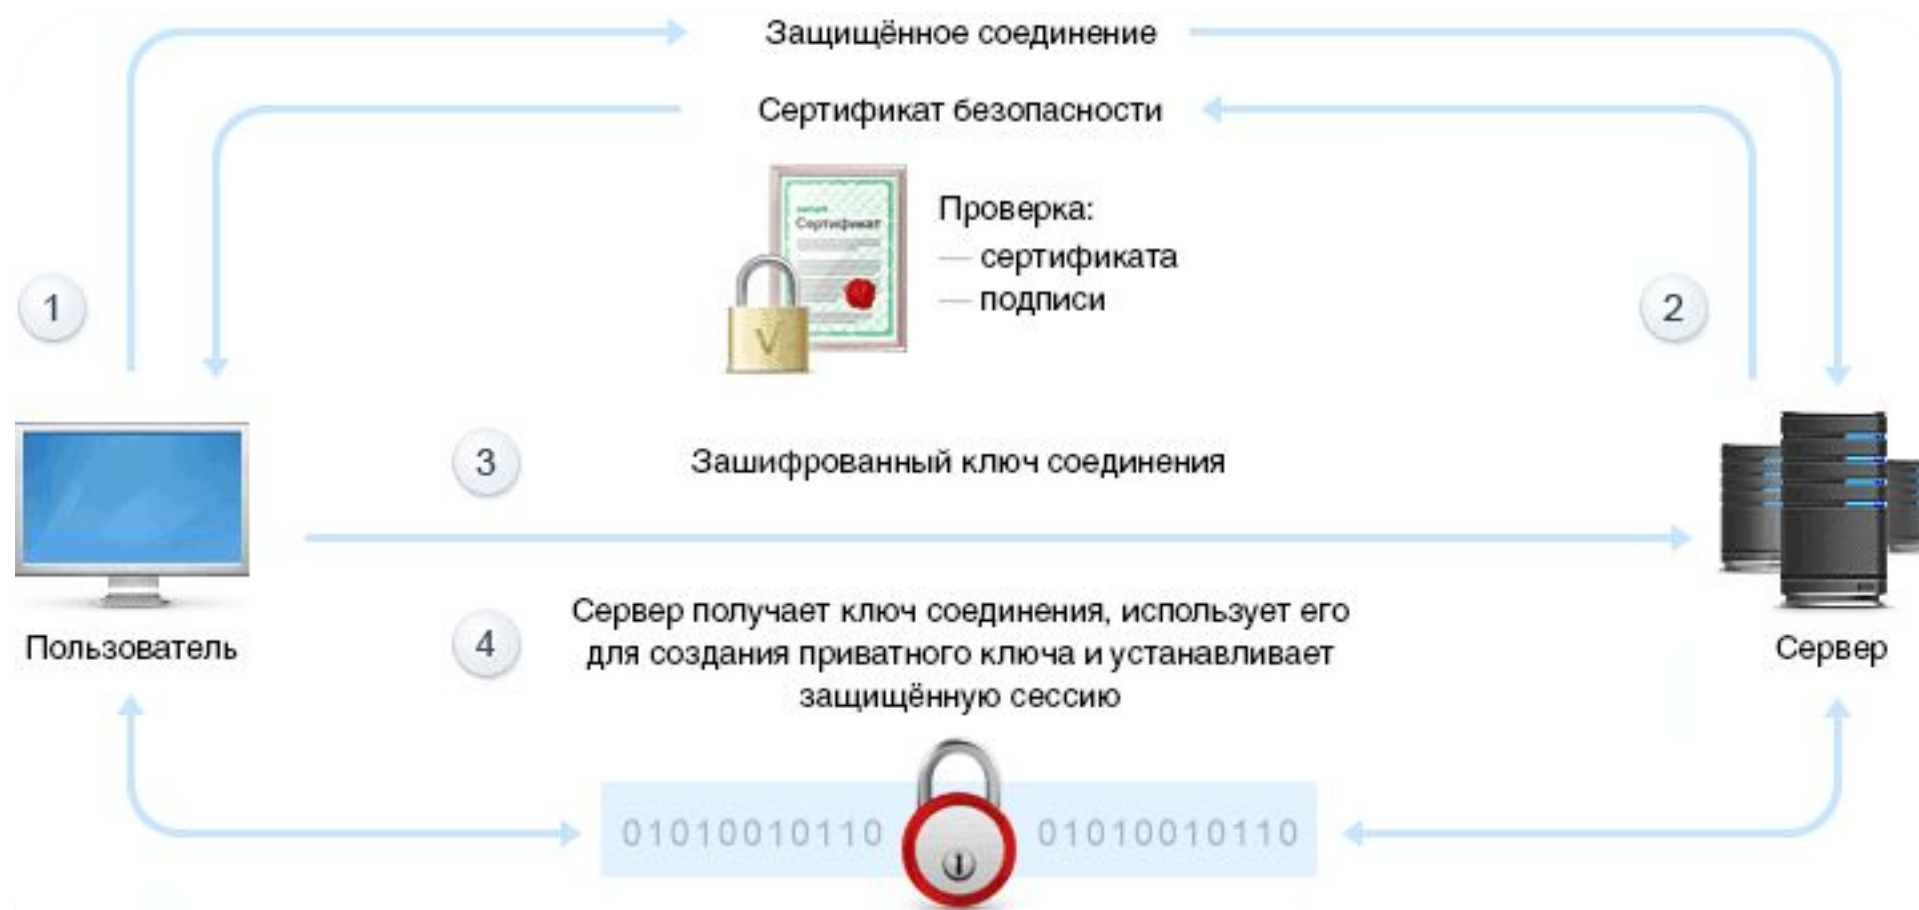 Защищённое соединение
Сертификат безопасности
Сертификат
Проверка:
— сертификата
— подписи
1
2
V
3
Зашифрованный ключ соединения
4
Сервер получает ключ соединения, использует его
для создания приватного ключа и устанавливает
защищённую сессию
Пользователь
Сервер
01010010110
01010010110